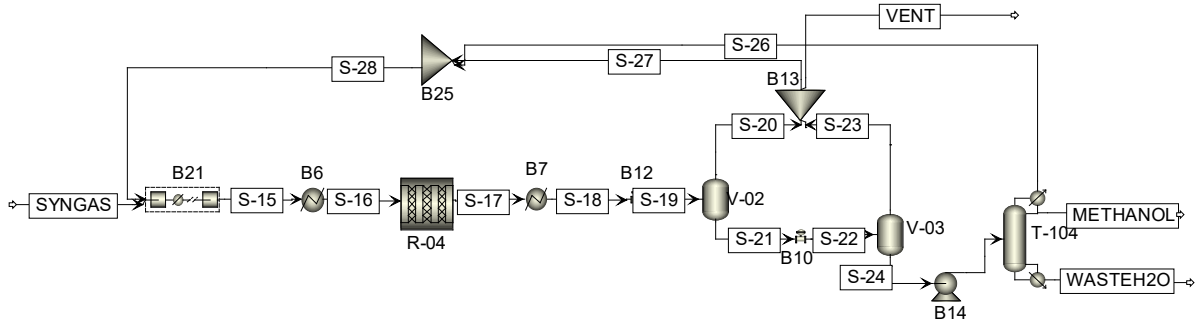 VENT
S-26
S-27
S-28
B25
B13
S-20
S-23
B21
B6
B7
B12
SYNGAS
S-15
S-16
R-04
S-17
S-18
S-19
V-02
S-21
B10
S-22
V-03
S-24
B14
T-104
METHANOL
WASTEH2O